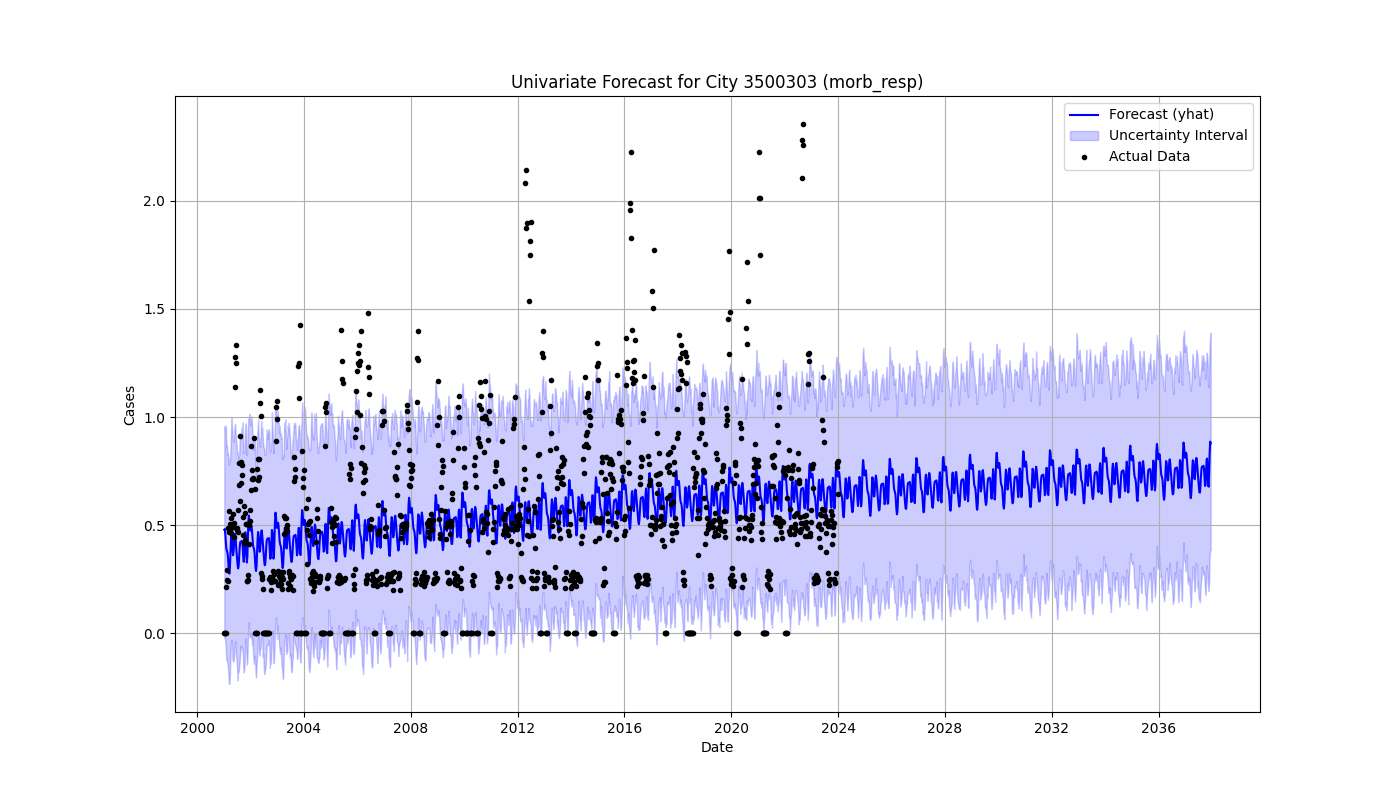 Univariate Forecast for City 3500303 (morb_resp)
Forecast (yhat)
Uncertainty Interval
Actual Data
Cases
2.0
1.5
1.0
0.5
0.0
2000 2004 2008 2012 2016 2020 2024 2028 2032 2036
Date